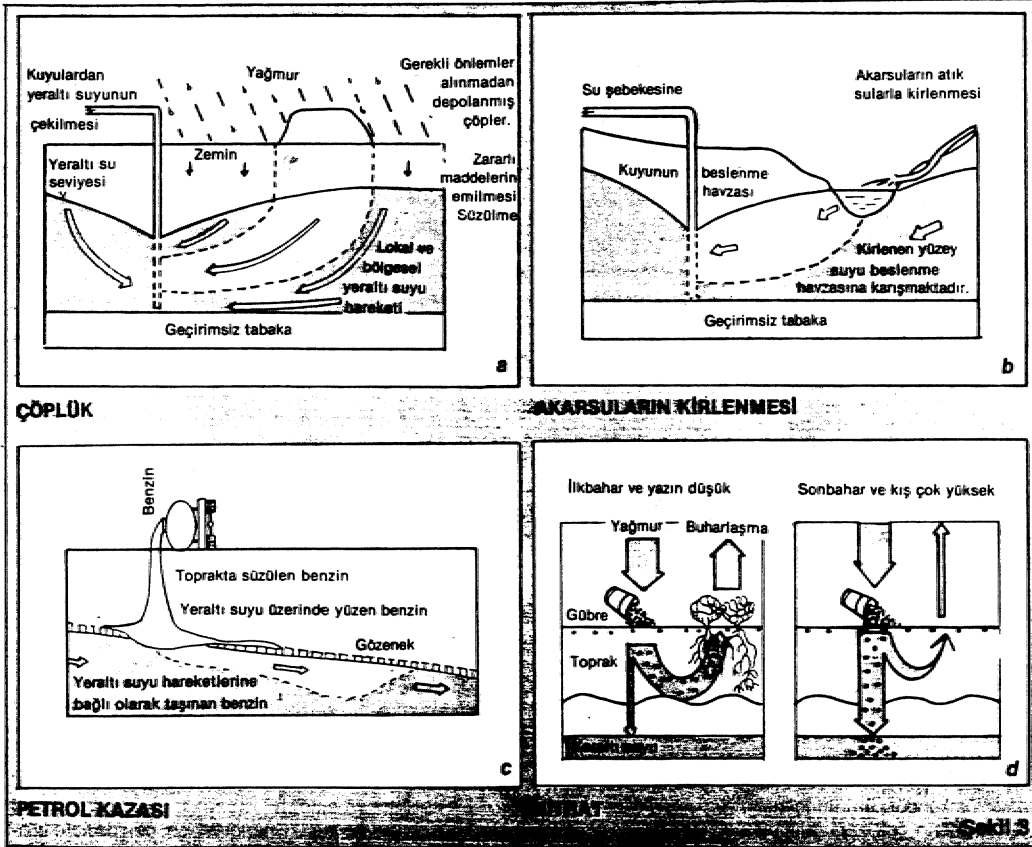 Kuyulardan
yeraltı suyunun
çekilmesi
Yağmur
Gerekli önlemler
alınmadan
depolanmış
çöpler.
Zemin
Yeraltı su
seviyesi
Zararlı
maddelerin
emilmesi
Süzülme
Lokal ve
bölgesel
yeraltı suyu
hareketi
Geçirimsiz tabaka
a
ÇÖPLÜK
Su şebekesine
Akarsuların atık
sularla kirlenmesi
Kuyunun beslenme
havzası
Kirlenen yüzey
suyu beslenme
havzasına karışmaktadır.
Geçirimsiz tabaka
b
AKARSULARIN KİRLENMESİ
Benzin
Toprakta süzülen benzin
Yeraltı suyu üzerinde yüzen benzin
Gözenek
Yeraltı suyu hareketlerine
bağlı olarak taşınan benzin
c
PETROL KAZASI
İlkbahar ve yazın düşük
Sonbahar ve kış çok yüksek
Yağmur Buharlaşma
Gübre
Toprak
d
Şekil 3